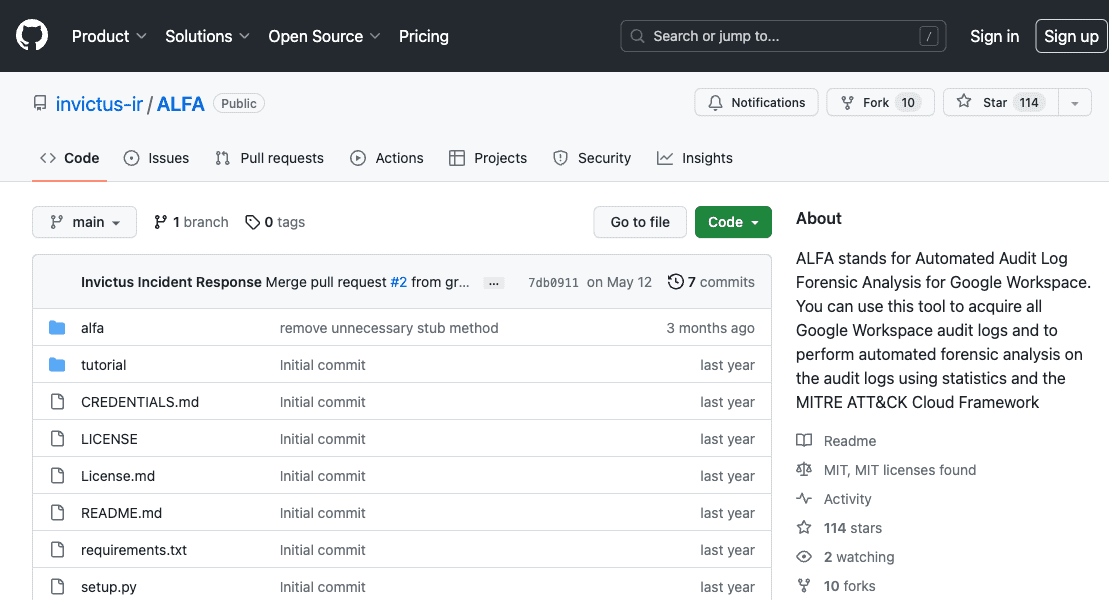 Product Solutions Open Source Pricing Search or jump to... / Sign in Sign up
invictus-ir / ALFA Public Notifications Fork 10 Star 114
Code Issues Pull requests Actions Projects Security Insights
main 1 branch 0 tags Go to file Code
Invictus Incident Response Merge pull request #2 from gr... ... 7db0911 on May 12 7 commits
alfa remove unnecessary stub method 3 months ago
tutorial Initial commit last year
CREDENTIALS.md Initial commit last year
LICENSE Initial commit last year
License.md Initial commit last year
README.md Initial commit last year
requirements.txt Initial commit last year
setup.py Initial commit last year
About
ALFA stands for Automated Audit Log
Forensic Analysis for Google Workspace.
You can use this tool to acquire all
Google Workspace audit logs and to
perform automated forensic analysis on
the audit logs using statistics and the
MITRE ATT&CK Cloud Framework
Readme
MIT, MIT licenses found
Activity
114 stars
2 watching
10 forks